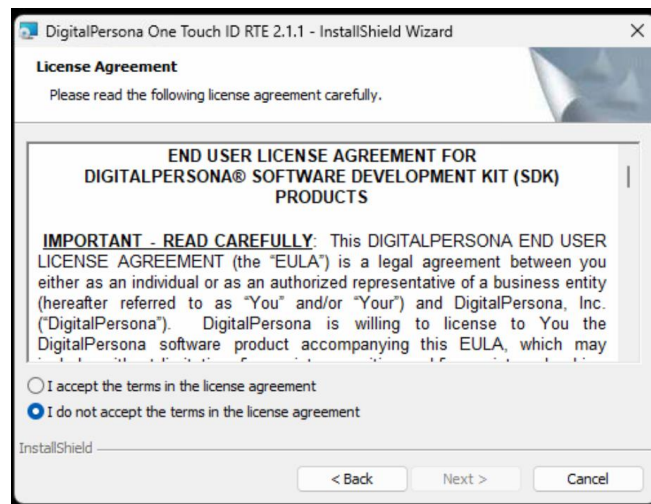 DigitalPersona One Touch ID RTE 2.1.1 - InstallShield Wizard
License Agreement
Please read the following license agreement carefully.
END USER LICENSE AGREEMENT FOR
DIGITALPERSONA® SOFTWARE DEVELOPMENT KIT (SDK)
PRODUCTS
IMPORTANT - READ CAREFULLY: This DIGITALPERSONA END USER
LICENSE AGREEMENT (the “EULA”) is a legal agreement between you
either as an individual or as an authorized representative of a business entity
(hereafter referred to as “You” and/or “Your”) and DigitalPersona, Inc.
(“DigitalPersona”). DigitalPersona is willing to license to You the
DigitalPersona software product accompanying this EULA, which may
I accept the terms in the license agreement
I do not accept the terms in the license agreement
InstallShield
< Back
Next >
Cancel